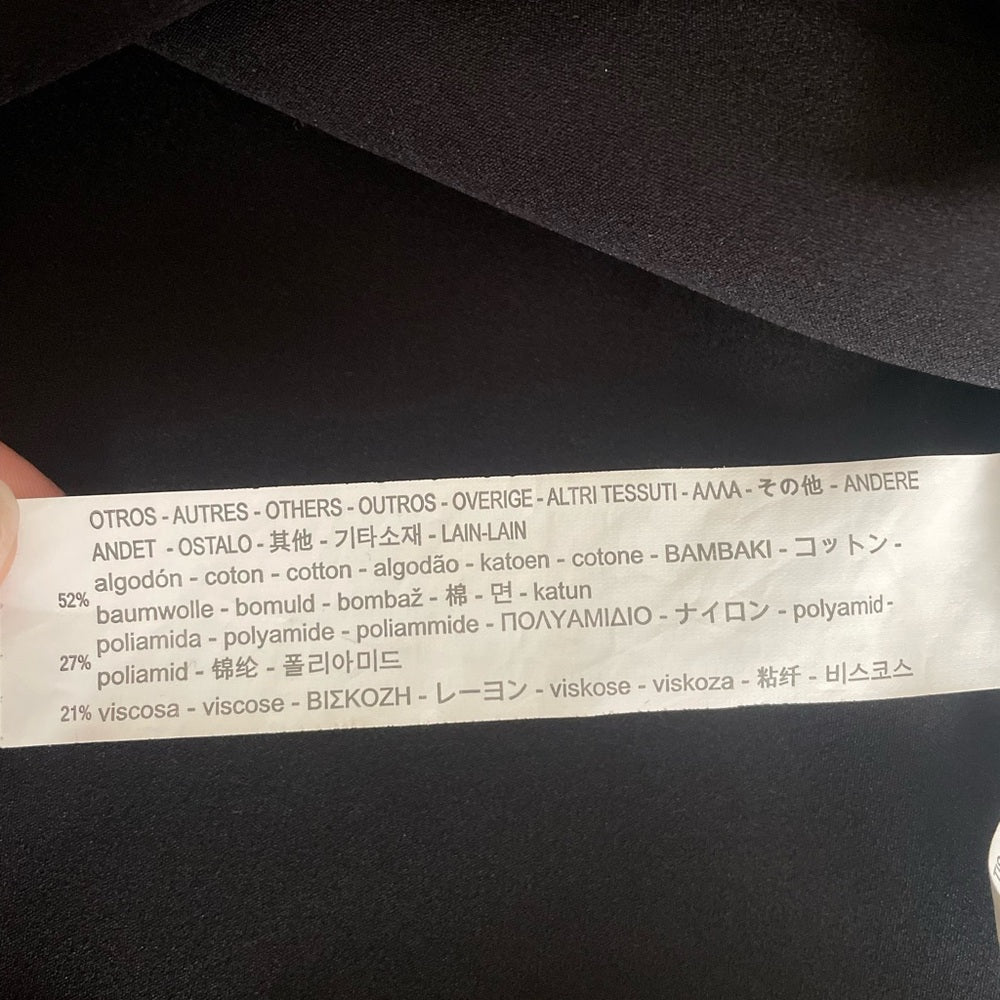 OTROS - AUTRES - OTHERS - OUTROS - OVERIGE - ALTRI TESSUTI - ΑΛΛΑ - その他 - ANDERE
ANDET - OSTALO - 其他 - 기타소재 - LAIN-LAIN
52% algodón - coton - cotton - algodão - katoen - cotone - BAMBAKI - コットン -
baumwolle - bomuld - bombaž - 棉 - 면 - katun
27% poliamida - polyamide - poliammide - ΠΟΛΥΑΜΙΔΙΟ - ナイロン - polyamid -
poliamid - 锦纶 - 폴리아미드
21% viscosa - viscose - ΒΙΣΚΟΖΗ - レーヨン - viskose - viskoza - 粘纤 - 비스코스